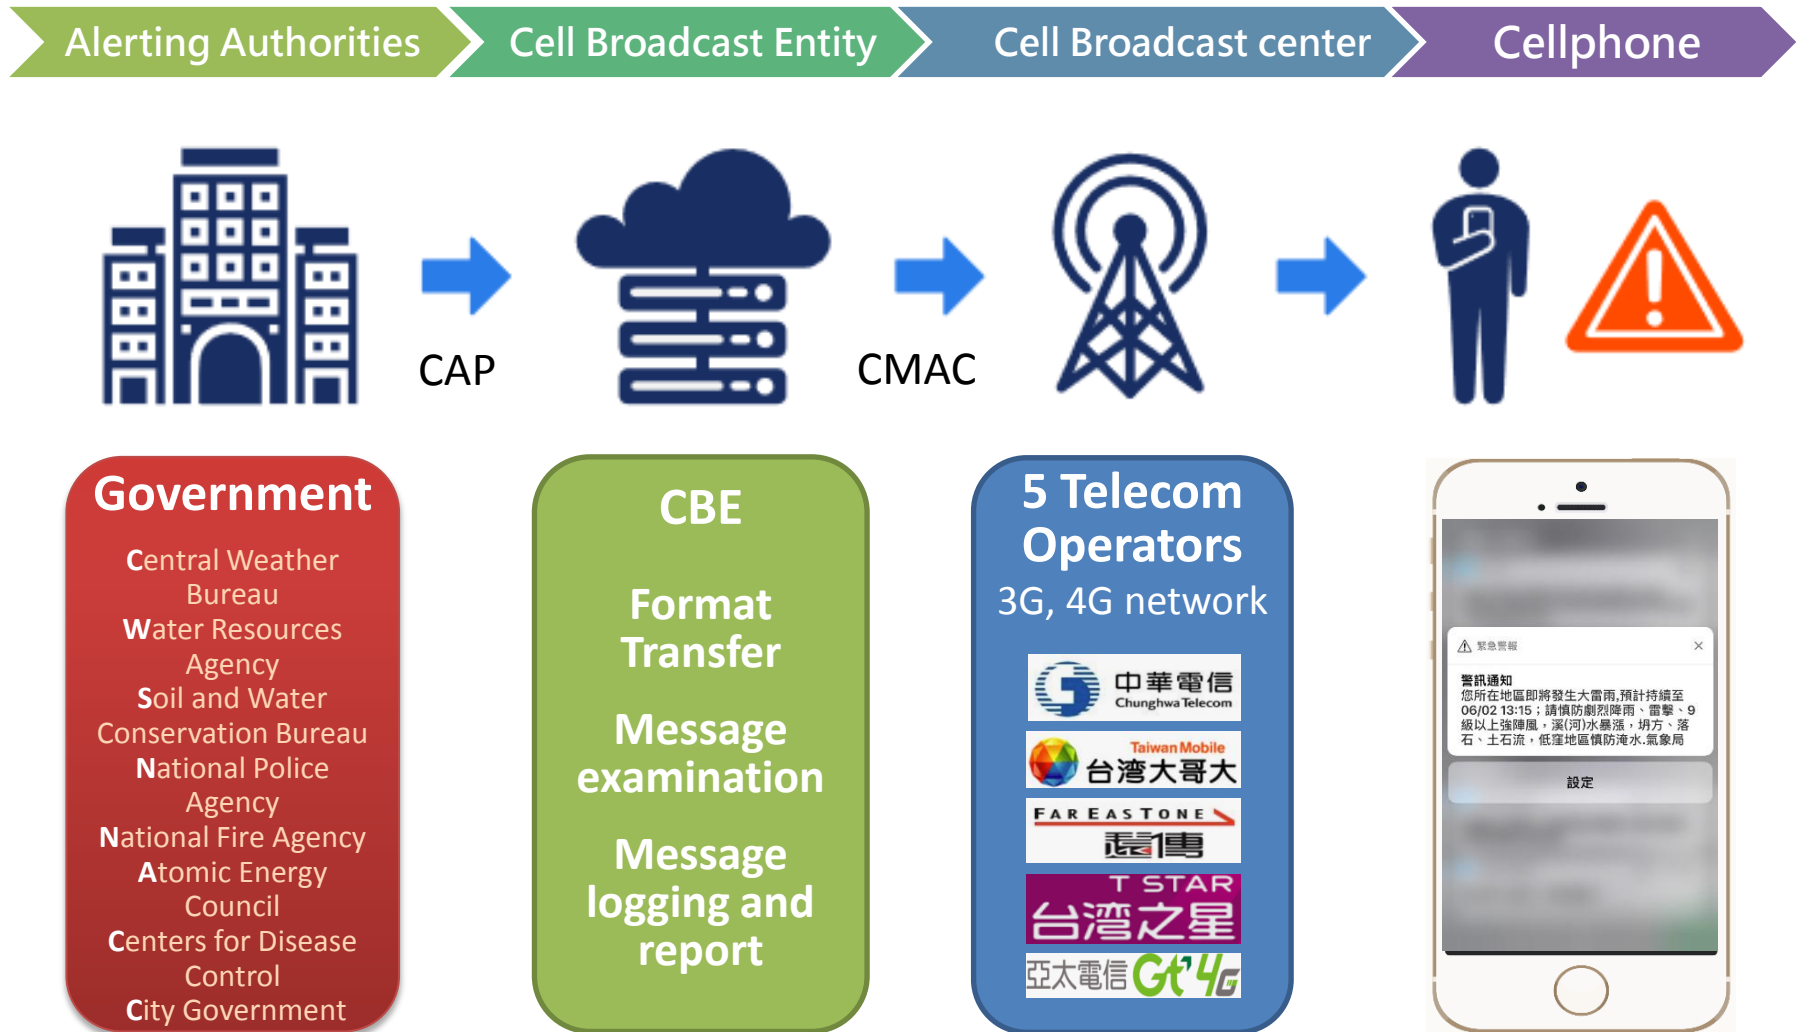 Alerting Authorities
Cell Broadcast Entity
Cell Broadcast center
Cellphone
CAP
CMAC
Government
Central Weather
Bureau
Water Resources
Agency
Soil and Water
Conservation Bureau
National Police
Agency
National Fire Agency
Atomic Energy
Council
Centers for Disease
Control
City Government
CBE
Format
Transfer
Message
examination
Message
logging and
report
5 Telecom
Operators
3G, 4G network
中華電信
Chunghwa Telecom
Taiwan Mobile
台灣大哥大
FAREASTONE
遠傳
T STAR
台灣之星
亞太電信 Gt 4G
緊急警報 ×
警訊通知
您所在地區即將發生大雷雨,預計持續至
06/02 13:15；請慎防劇烈降雨、雷擊、9
級以上強陣風，溪(河)水暴漲，坍方、落
石、土石流，低窪地區慎防淹水.氣象局
設定